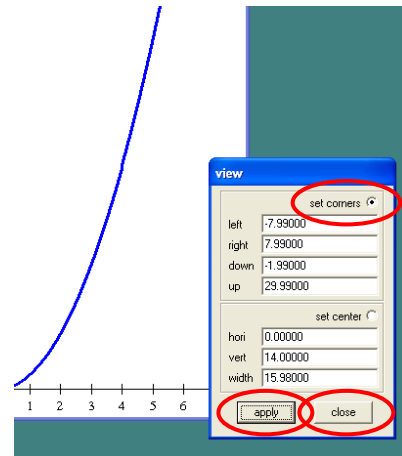 view
set corners
left -7.99000
right 7.99000
down -1.99000
up 29.99000
set center
hori 0.00000
vert 14.00000
width 15.98000
apply close
1 2 3 4 5 6